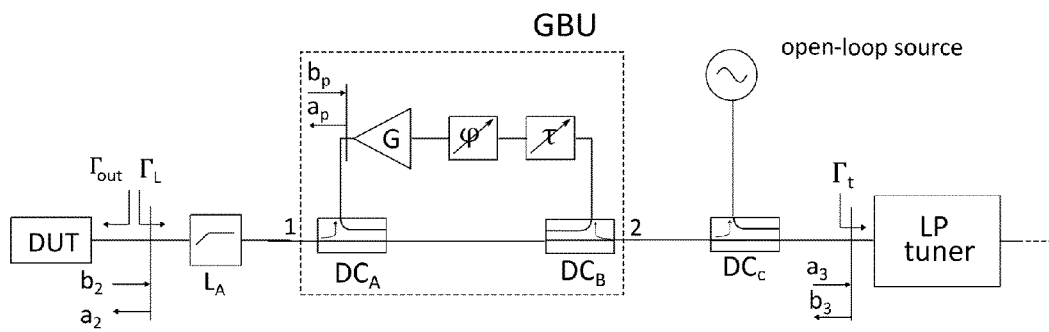 GBU
open-loop source
b_p
a_p
G
φ
τ
Γ_out
Γ_L
Γ_t
1
2
DUT
L_A
DC_A
DC_B
DC_c
LP
tuner
b_2
a_2
a_3
b_3